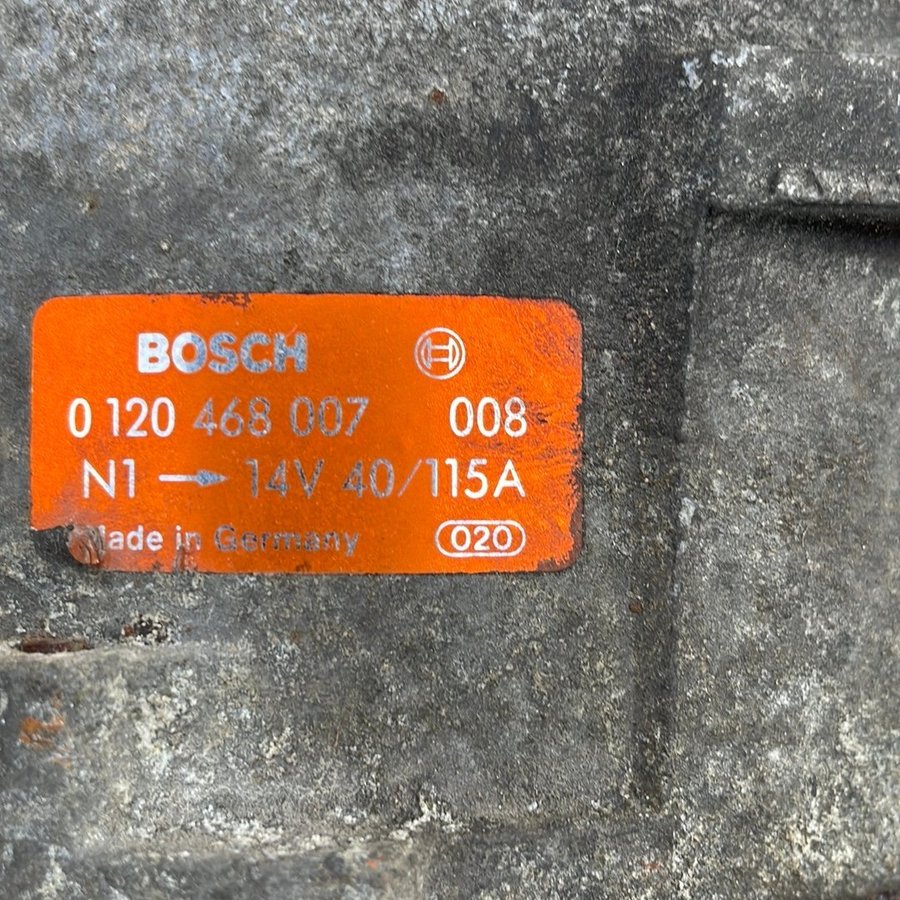 BOSCH
0 120 468 007 008
N1 → 14V 40/115A
Made in Germany 020